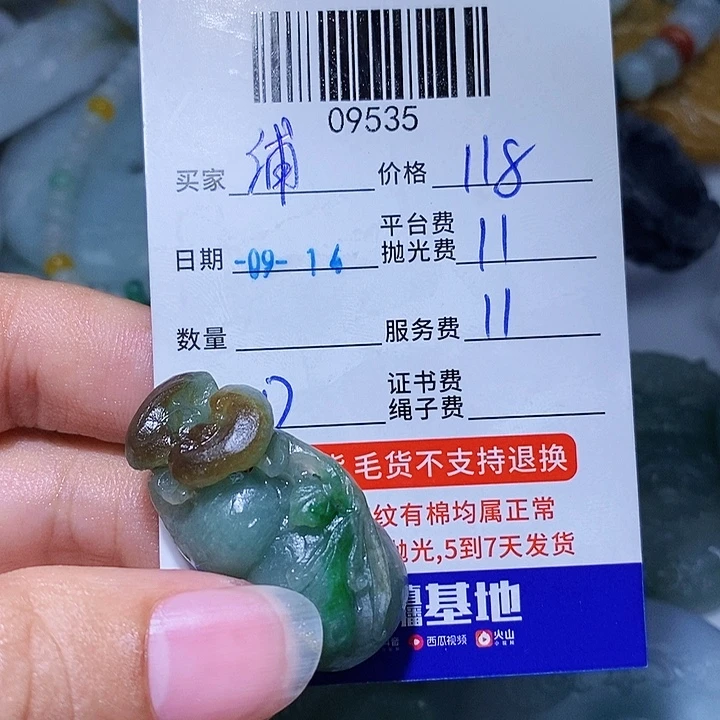 09535
买家 浦 价格 118
日期 -09- 14 平台费
抛光费 11
数量 服务费 11
证书费
绳子费
毛货不支持退换
纹有棉均属正常
抛光,5到7天发货
基地
西瓜视频 火山